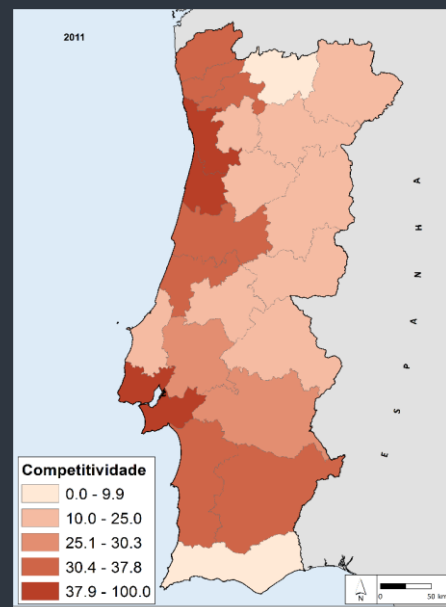 2011
ESPANHA
Competitividade
0.0 - 9.9
10.0 - 25.0
25.1 - 30.3
30.4 - 37.8
37.9 - 100.0
N
0 50 km